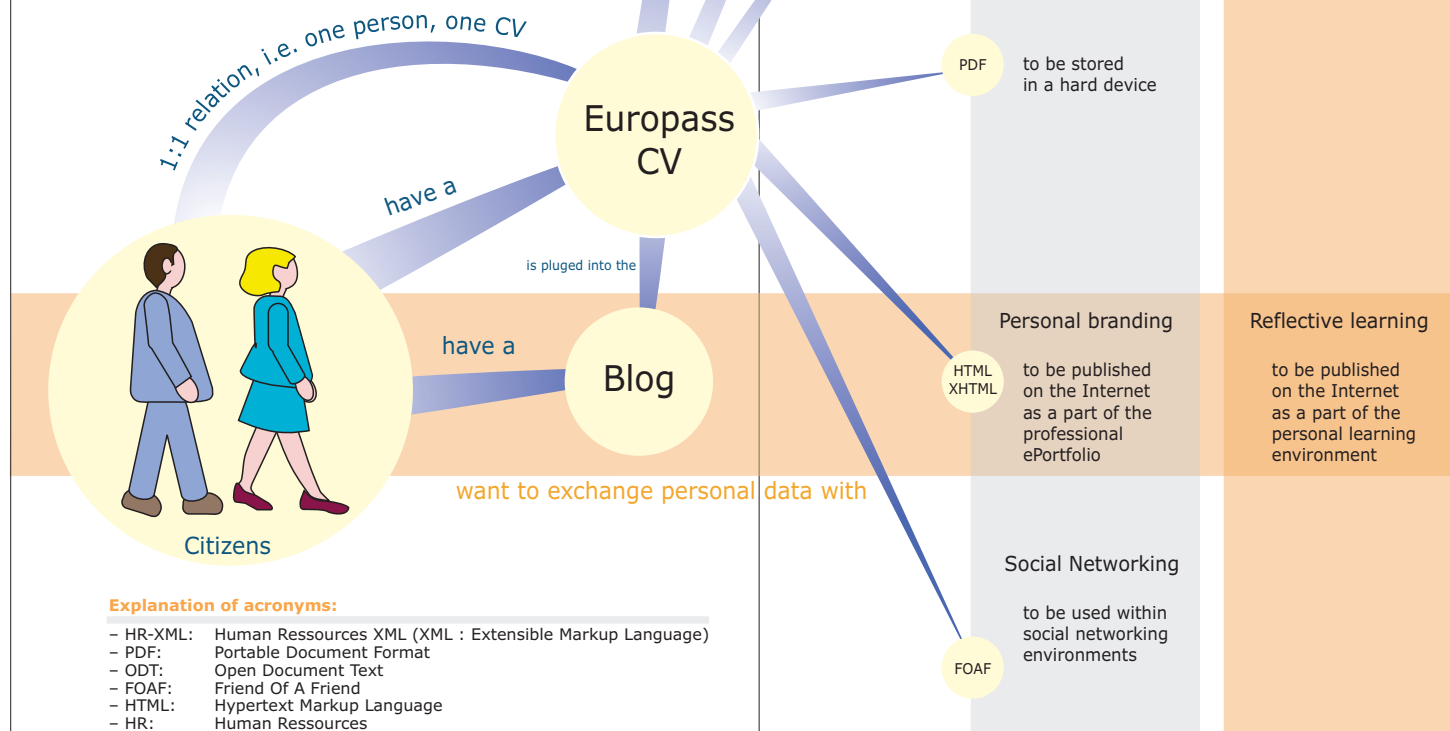 1:1 relation, i.e. one person, one CV
Europass
CV
have a
is pluged into the
have a
Blog
want to exchange personal data with
Citizens
PDF
to be stored
in a hard device
HTML
XHTML
Personal branding
to be published
on the Internet
as a part of the
professional
ePortfolio
Reflective learning
to be published
on the Internet
as a part of the
personal learning
environment
Social Networking
FOAF
to be used within
social networking
environments
Explanation of acronyms:
– HR-XML: Human Ressources XML (XML : Extensible Markup Language)
– PDF: Portable Document Format
– ODT: Open Document Text
– FOAF: Friend Of A Friend
– HTML: Hypertext Markup Language
– HR: Human Ressources